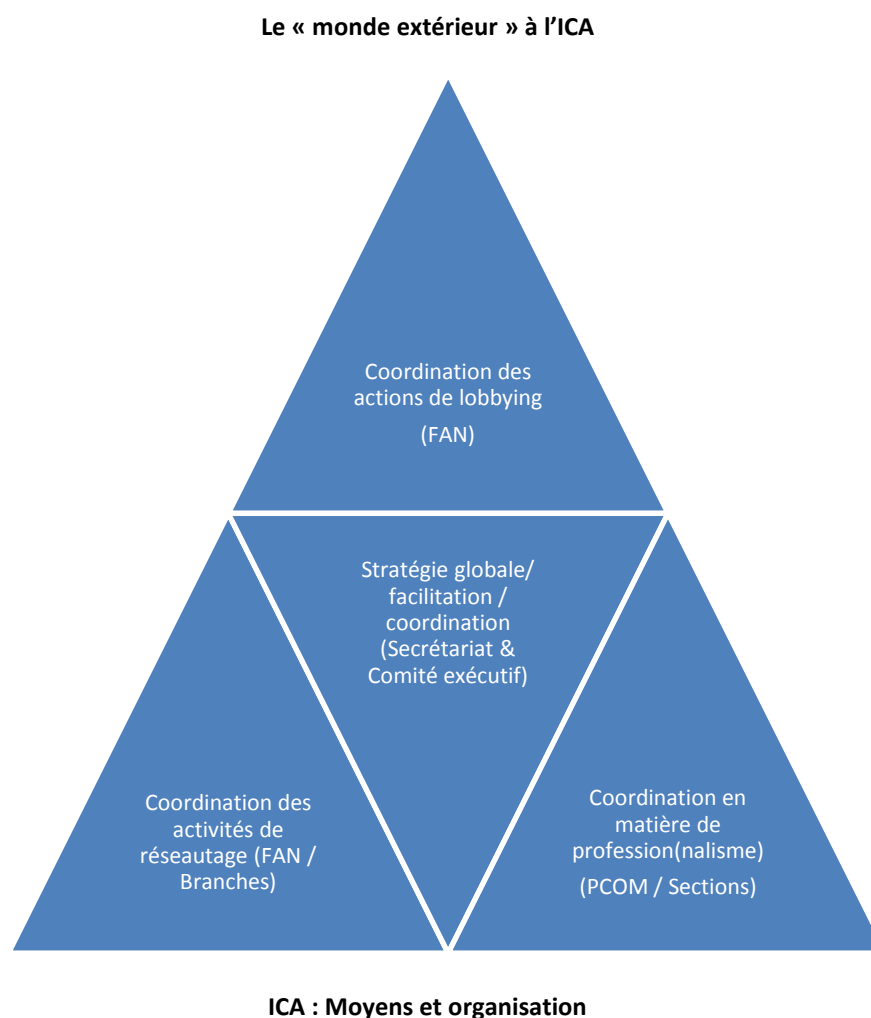 Le « monde extérieur » à l’ICA
Coordination des
actions de lobbying
(FAN)
Stratégie globale/
facilitation /
coordination
(Secrétariat &
Comité exécutif)
Coordination des
activités de
réseautage (FAN /
Branches)
Coordination en
matière de
profession(nalisme)
(PCOM / Sections)
ICA : Moyens et organisation